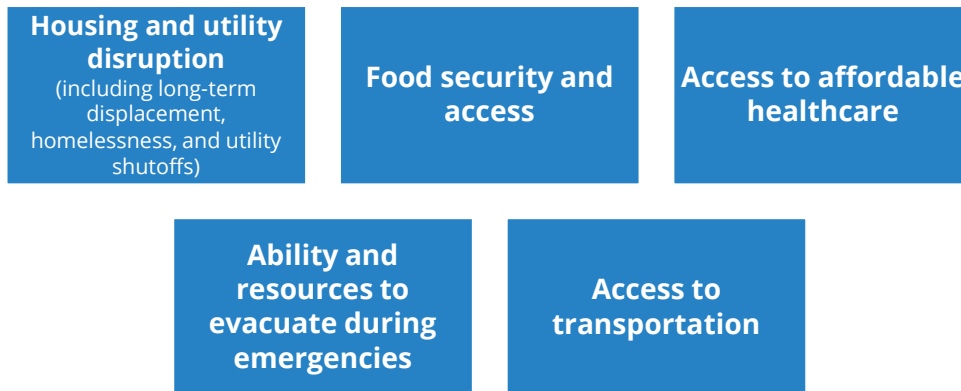 Housing and utility
disruption
(including long-term
displacement,
homelessness, and utility
shutoffs)
Food security and
access
Access to affordable
healthcare
Ability and
resources to
evacuate during
emergencies
Access to
transportation